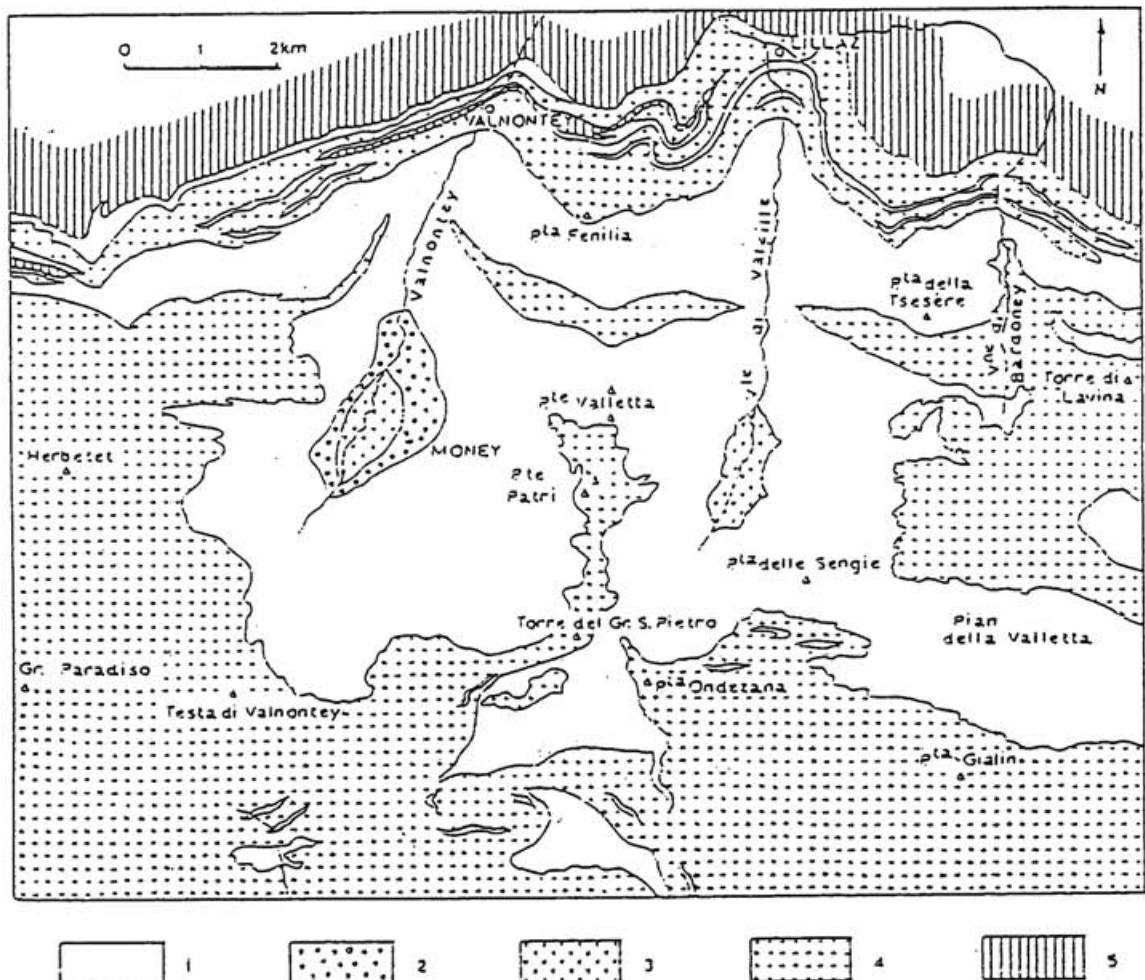 0 1 2km
LILLAZ
N
VALNONTEY
Valnontey
Pta Fenilia
Vle di Valeille
Pta della
Tsesère
Vne di
Bardoney
Torre di
Lavina
Pte Valletta
Herbetet
MONEY
Pte
Patri
Pta delle Sengie
Torre del Gr. S. Pietro
Pian
della Valletta
Gr. Paradiso
Testa di Valnontey
Pta Ondezana
Pta Gialin
1 2 3 4 5